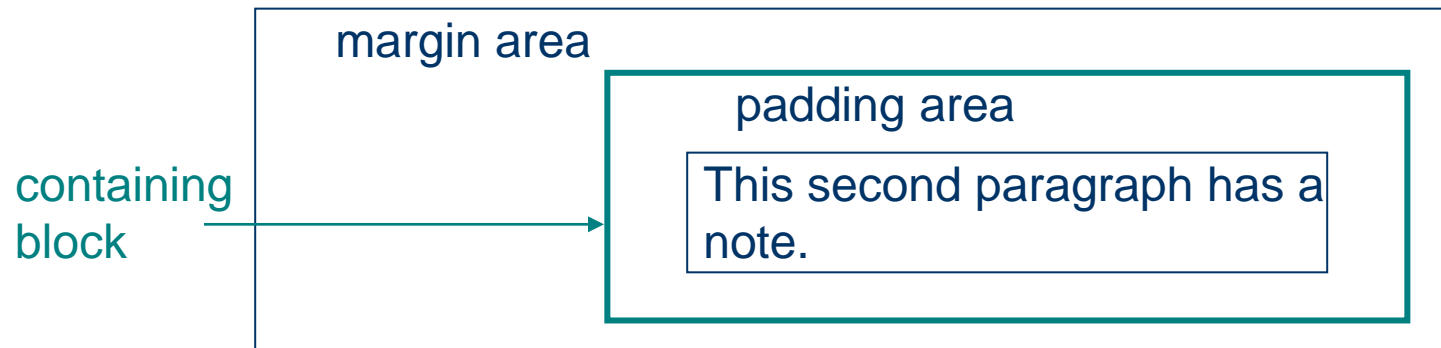 margin area
padding area
containing
block
This second paragraph has a
note.